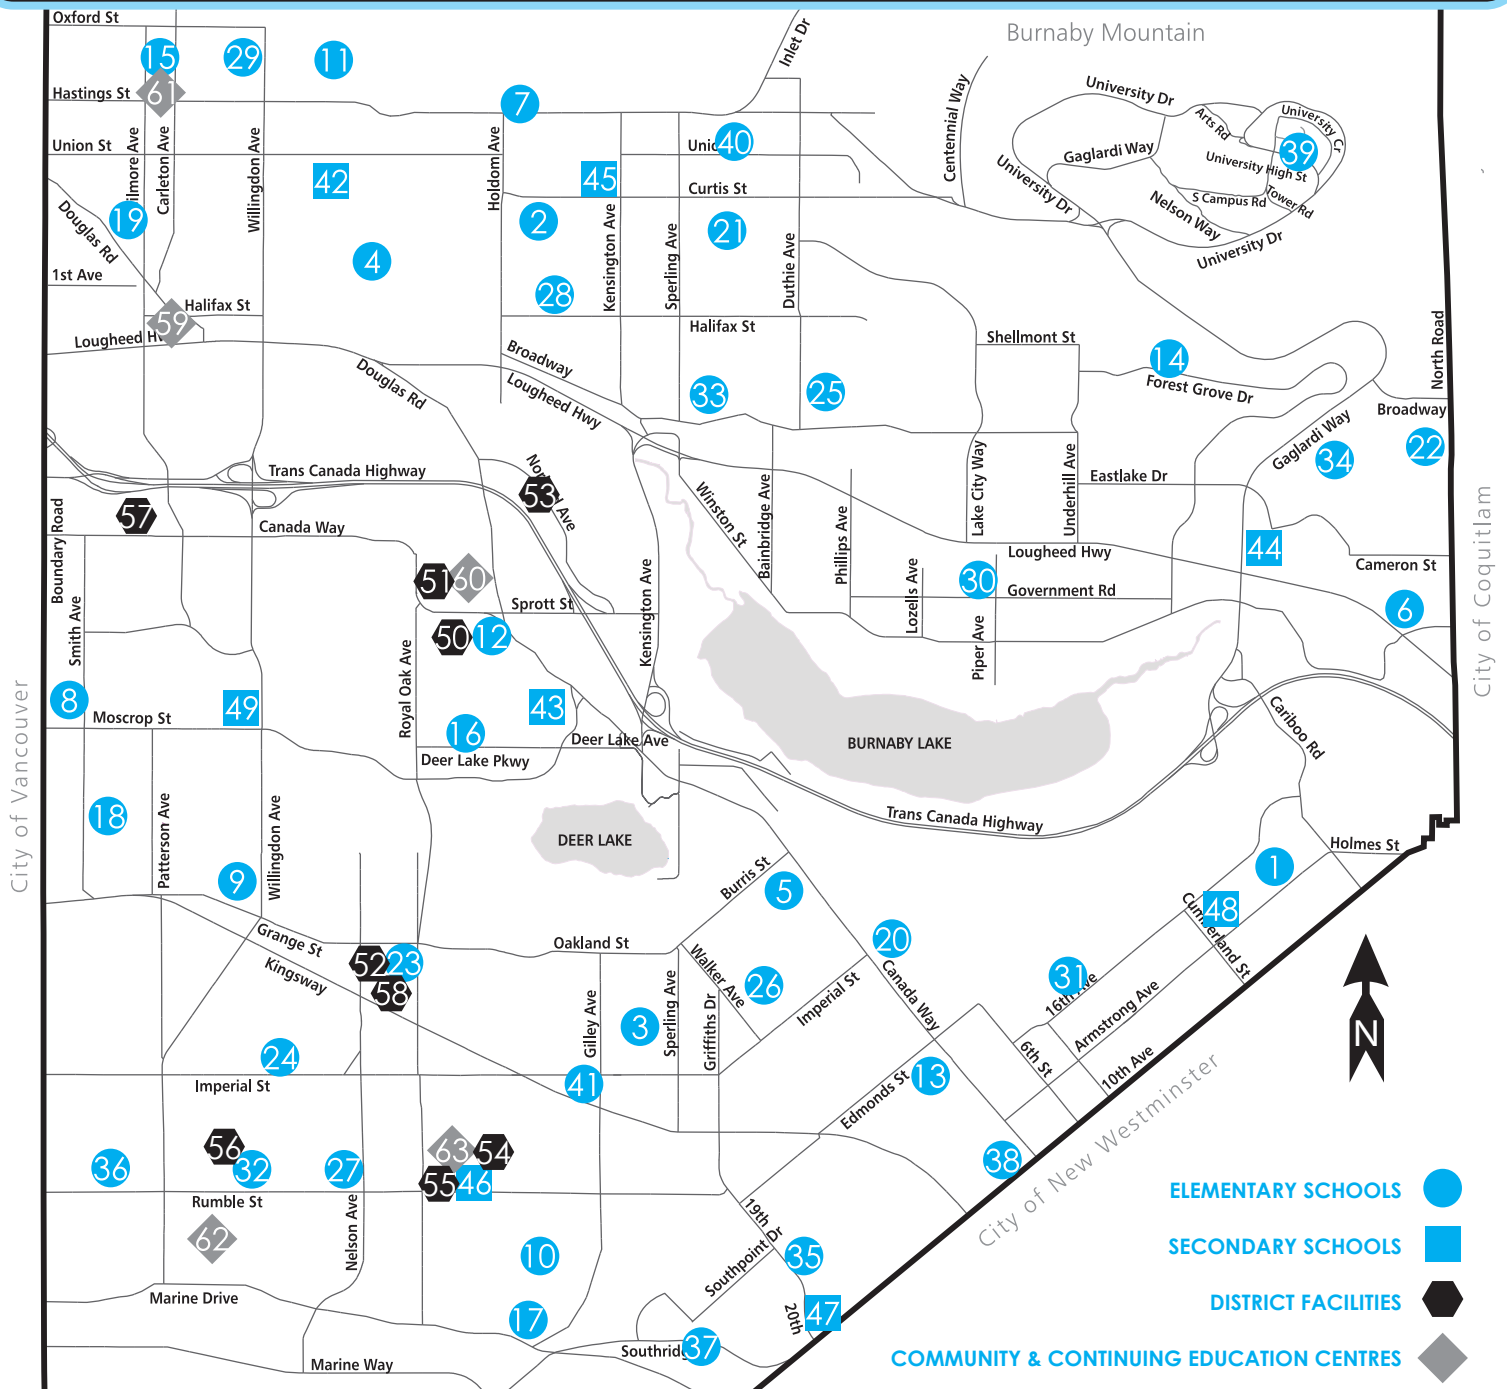 Oxford St
15
29
11
Inlet Dr
Burnaby Mountain
Hastings St
61
7
Centennial Way
University Dr
Arts Rd
University Cr
Union St
ilmore Ave
Carleton Ave
Willingdon Ave
Holdom Ave
40
Gaglardi Way
39
University High St
42
45
Curtis St
University Dr
S Campus Rd
Tower Rd
Nelson Way
University Dr
19
Douglas Rd
2
Kensington Ave
Sperling Ave
21
Duthie Ave
4
1st Ave
28
Halifax St
59
Lougheed
Halifax St
North Road
Shellmont St
14
Forest Grove Dr
Broadway
Lougheed Hwy
Douglas Rd
33
25
Broadway
Gaglardi Way
34
22
Trans Canada Highway
53
Winston St
Bainbridge Ave
Phillips Ave
Lake City Way
Underhill Ave
Eastlake Dr
City of Coquitlam
Boundary Road
57
Canada Way
44
Lougheed Hwy
Cameron St
51
60
Sprott St
Kensington Ave
Lozells Ave
30
Government Rd
Piper Ave
6
Smith Ave
50
12
Royal Oak Ave
8
Moscrop St
49
43
16
Deer Lake Ave
Deer Lake Pkwy
BURNABY LAKE
Cariboo Rd
City of Vancouver
18
Patterson Ave
Willingdon Ave
DEER LAKE
Trans Canada Highway
Holmes St
9
Burris St
5
1
48
Cumberland St
Grange St
Kingsway
52
23
58
Oakland St
Walker Ave
26
20
Canada Way
Imperial St
31
16th Ave
Armstrong Ave
Gilley Ave
3
Sperling Ave
Griffiths Dr
N
24
Imperial St
41
Edmonds St
13
6th St
10th Ave
City of New Westminster
36
56
32
27
63
54
55
46
38
Rumble St
62
Nelson Ave
10
19th
Southpoint Dr
35
Marine Drive
17
20th
47
Marine Way
37
ELEMENTARY SCHOOLS
SECONDARY SCHOOLS
DISTRICT FACILITIES
COMMUNITY & CONTINUING EDUCATION CENTRES